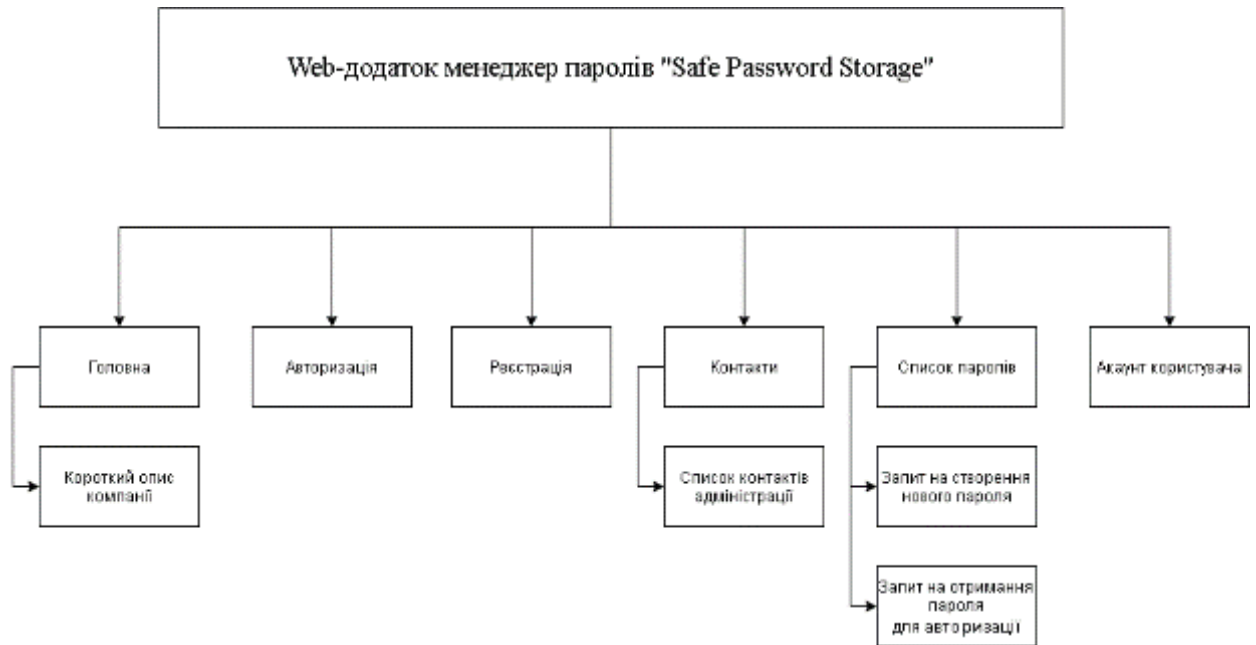 Web-додаток менеджер паролів "Safe Password Storage"
Головна
Авторизація
Реєстрація
Контакти
Список паролів
Акаунт користувача
Короткий опис
компанії
Список контактів
адміністрації
Запит на створення
нового пароля
Запит на отримання
пароля
для авторизації